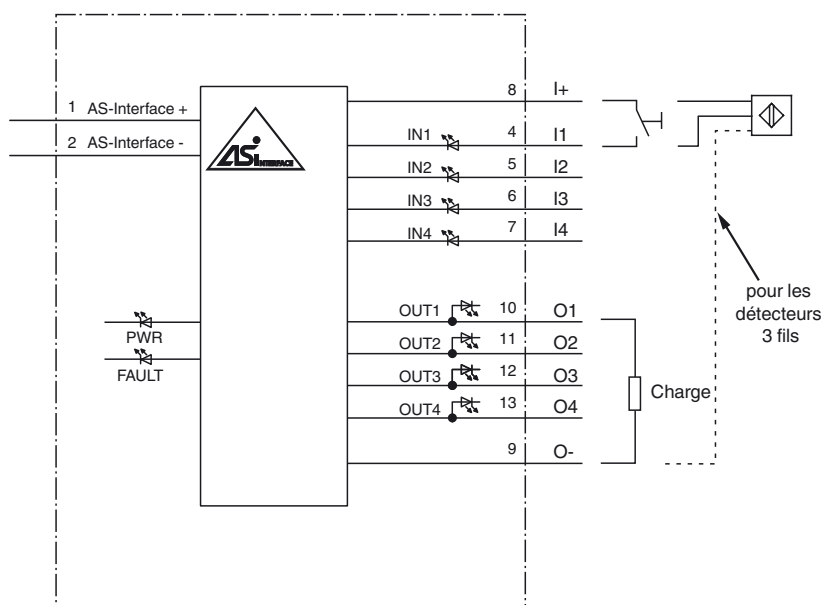 8 I+
1 AS-Interface +
2 AS-Interface -
ASi INTERFACE
IN1 4 I1
IN2 5 I2
IN3 6 I3
IN4 7 I4
pour les
détecteurs
3 fils
OUT1 10 O1
PWR
OUT2 11 O2
FAULT
OUT3 12 O3
Charge
OUT4 13 O4
9 O-